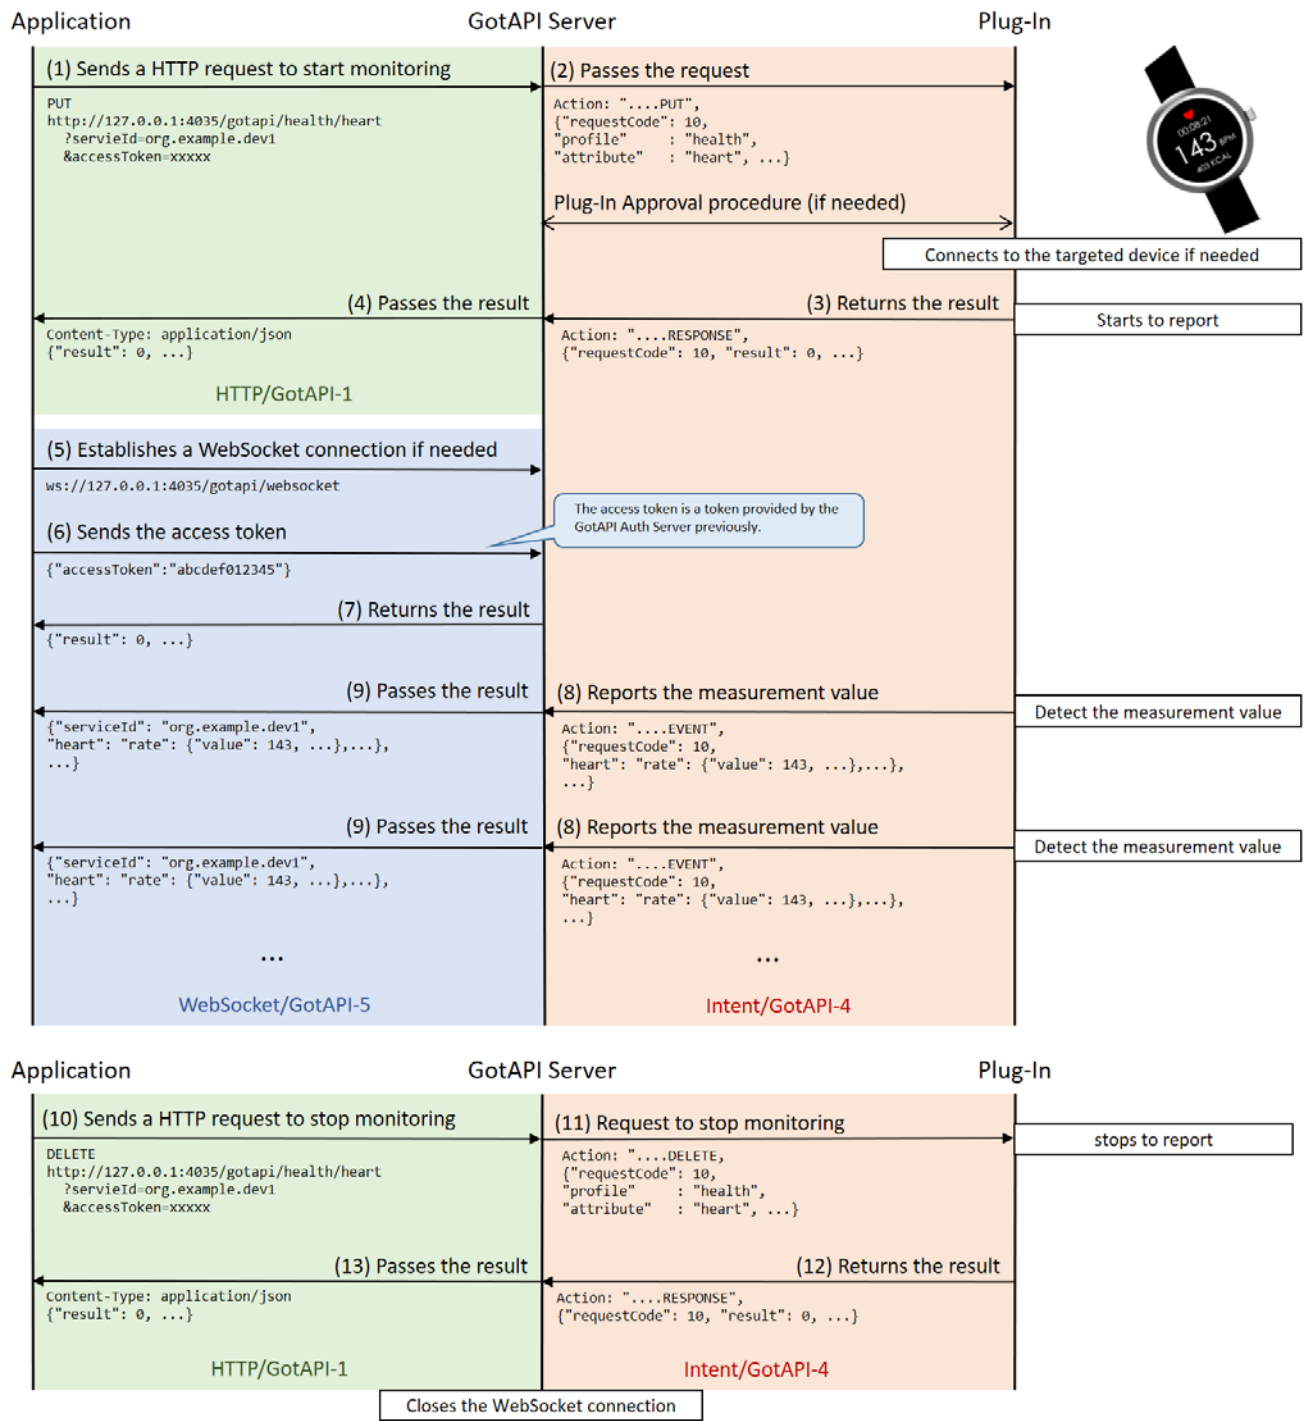 Application
GotAPI Server
Plug-In
(1) Sends a HTTP request to start monitoring
PUT
http://127.0.0.1:4035/gotapi/health/heart
?servieId=org.example.dev1
&accessToken=xxxxx
(2) Passes the request
Action: "....PUT",
{"requestCode": 10,
"profile" : "health",
"attribute" : "heart", ...}
00:08:21
143 BPM
403 KCAL
Plug-In Approval procedure (if needed)
Connects to the targeted device if needed
(4) Passes the result
Content-Type: application/json
{"result": 0, ...}
(3) Returns the result
Action: "....RESPONSE",
{"requestCode": 10, "result": 0, ...}
Starts to report
HTTP/GotAPI-1
(5) Establishes a WebSocket connection if needed
ws://127.0.0.1:4035/gotapi/websocket
The access token is a token provided by the
GotAPI Auth Server previously.
(6) Sends the access token
{"accessToken":"abcdef012345"}
(7) Returns the result
{"result": 0, ...}
(9) Passes the result
{"serviceId": "org.example.dev1",
"heart": "rate": {"value": 143, ...},...},
...}
(8) Reports the measurement value
Action: "....EVENT",
{"requestCode": 10,
"heart": "rate": {"value": 143, ...},...},
...}
Detect the measurement value
(9) Passes the result
{"serviceId": "org.example.dev1",
"heart": "rate": {"value": 143, ...},...},
...}
(8) Reports the measurement value
Action: "....EVENT",
{"requestCode": 10,
"heart": "rate": {"value": 143, ...},...},
...}
Detect the measurement value
...
...
WebSocket/GotAPI-5
Intent/GotAPI-4
Application
GotAPI Server
Plug-In
(10) Sends a HTTP request to stop monitoring
DELETE
http://127.0.0.1:4035/gotapi/health/heart
?servieId=org.example.dev1
&accessToken=xxxxx
(11) Request to stop monitoring
Action: "....DELETE,
{"requestCode": 10,
"profile" : "health",
"attribute" : "heart", ...}
stops to report
(13) Passes the result
Content-Type: application/json
{"result": 0, ...}
(12) Returns the result
Action: "....RESPONSE",
{"requestCode": 10, "result": 0, ...}
HTTP/GotAPI-1
Intent/GotAPI-4
Closes the WebSocket connection